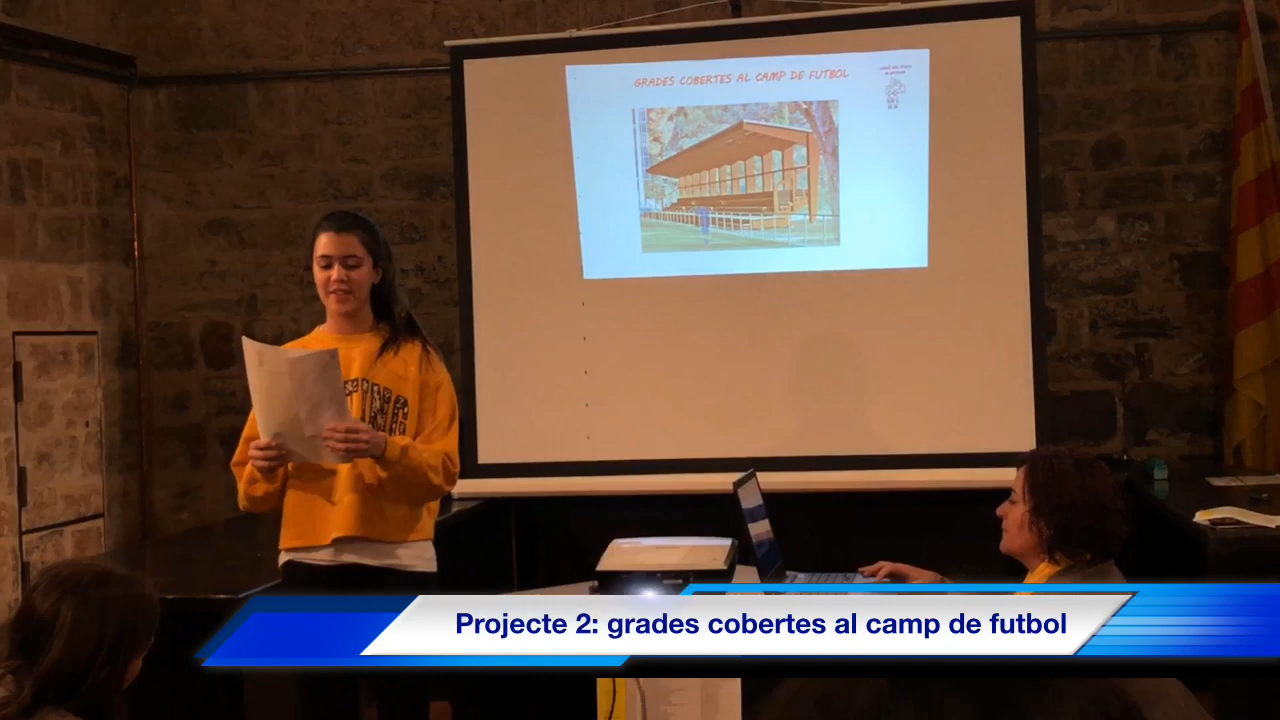 GRADES COBERTES AL CAMP DE FUTBOL
Projecte 2: grades cobertes al camp de futbol